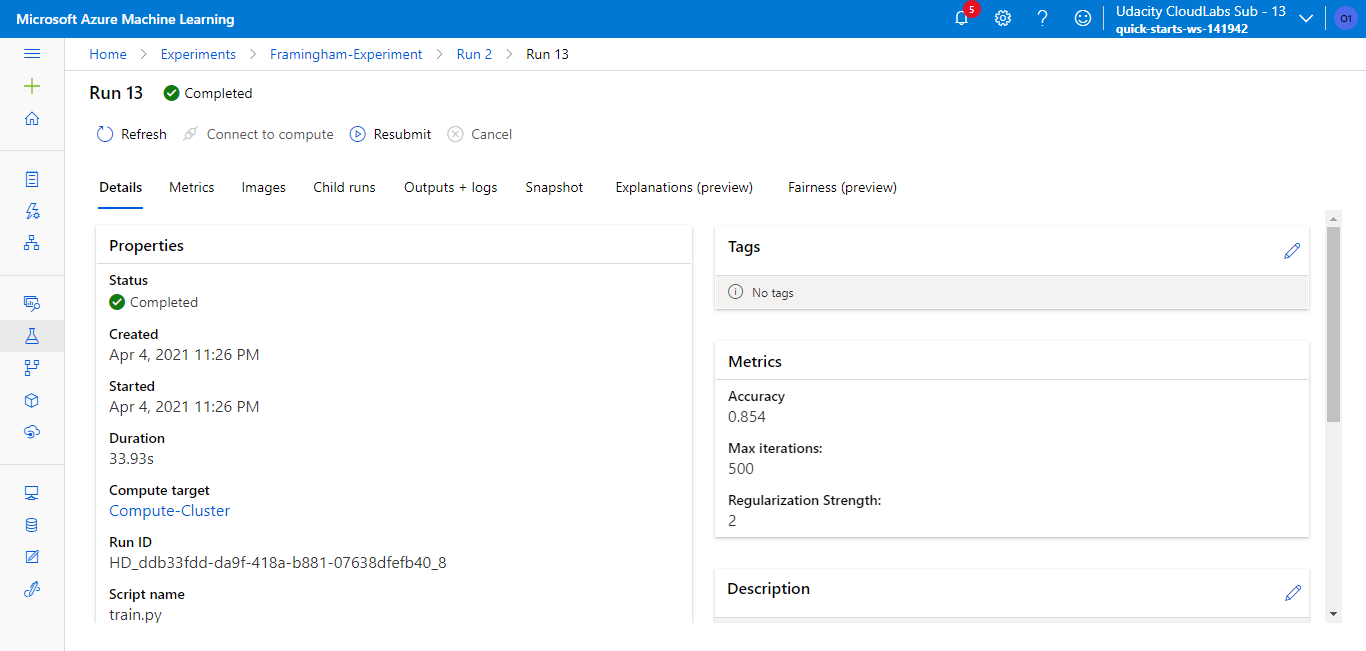 Microsoft Azure Machine Learning
5
Udacity CloudLabs Sub - 13
quick-starts-ws-141942
O1
Home > Experiments > Framingham-Experiment > Run 2 > Run 13
Run 13 Completed
Refresh Connect to compute Resubmit Cancel
Details Metrics Images Child runs Outputs + logs Snapshot Explanations (preview) Fairness (preview)
Properties
Status
Completed
Created
Apr 4, 2021 11:26 PM
Started
Apr 4, 2021 11:26 PM
Duration
33.93s
Compute target
Compute-Cluster
Run ID
HD_ddb33fdd-da9f-418a-b881-07638dfefb40_8
Script name
train.py
Tags
No tags
Metrics
Accuracy
0.854
Max iterations:
500
Regularization Strength:
2
Description